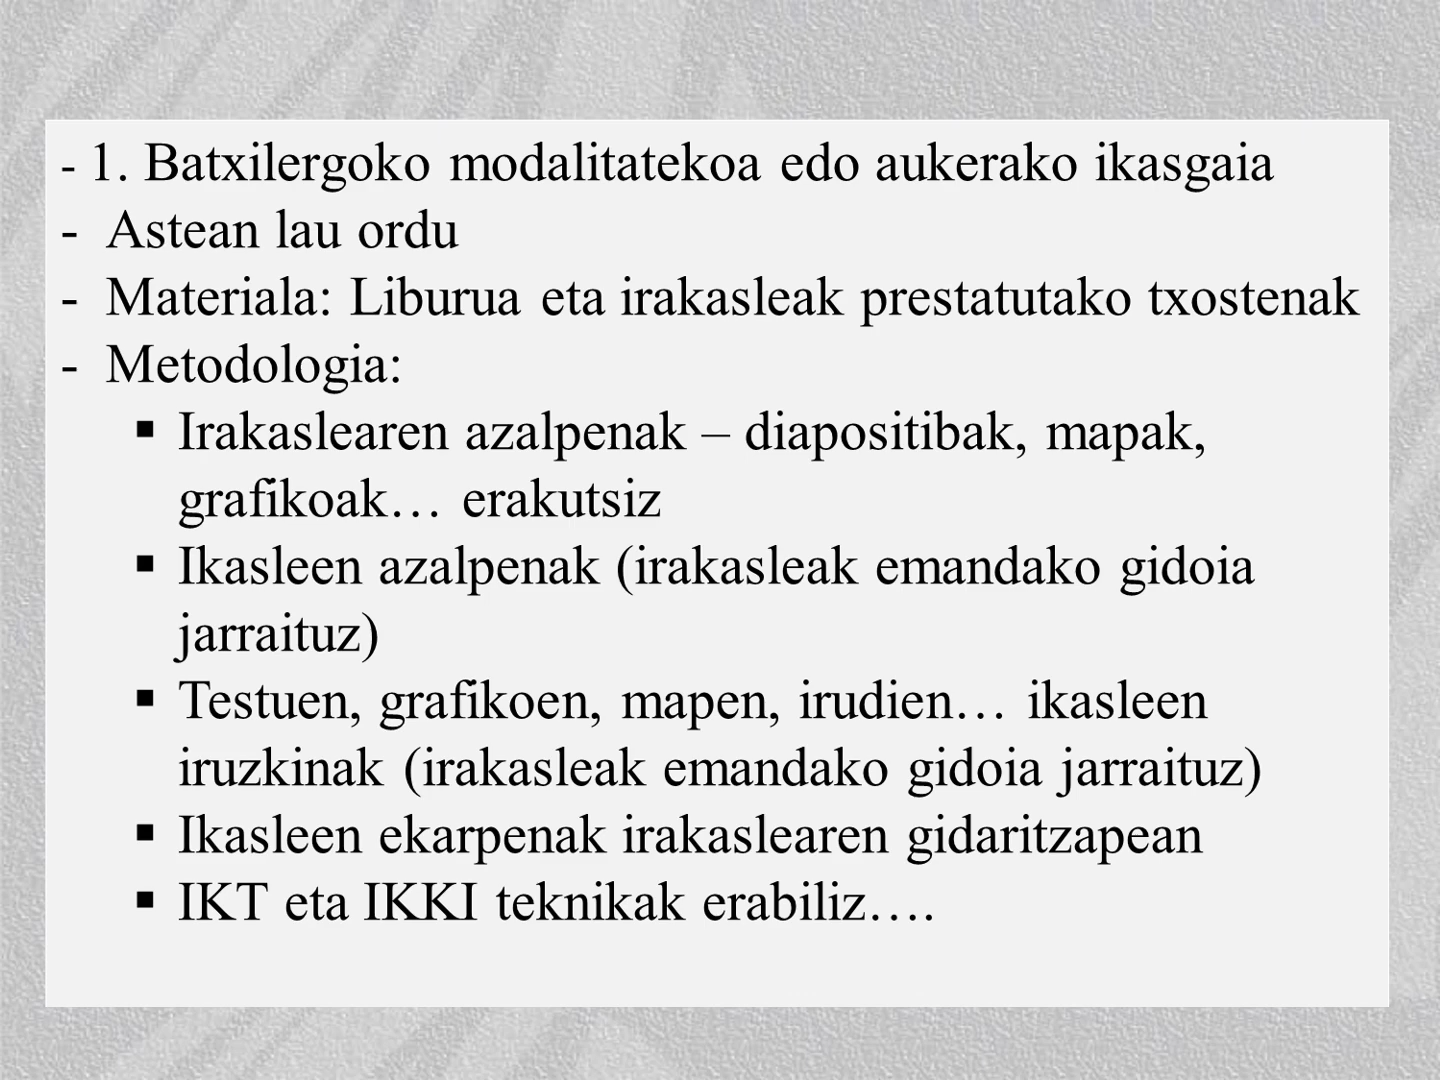 - 1. Batxilergoko modalitatekoa edo aukerako ikasgaia
- Astean lau ordu
- Materiala: Liburua eta irakasleak prestatutako txostenak
- Metodologia:
▪ Irakaslearen azalpenak – diapositibak, mapak,
grafikoak… erakutsiz
▪ Ikasleen azalpenak (irakasleak emandako gidoia
jarraituz)
▪ Testuen, grafikoen, mapen, irudien… ikasleen
iruzkinak (irakasleak emandako gidoia jarraituz)
▪ Ikasleen ekarpenak irakaslearen gidaritzapean
▪ IKT eta IKKI teknikak erabiliz….